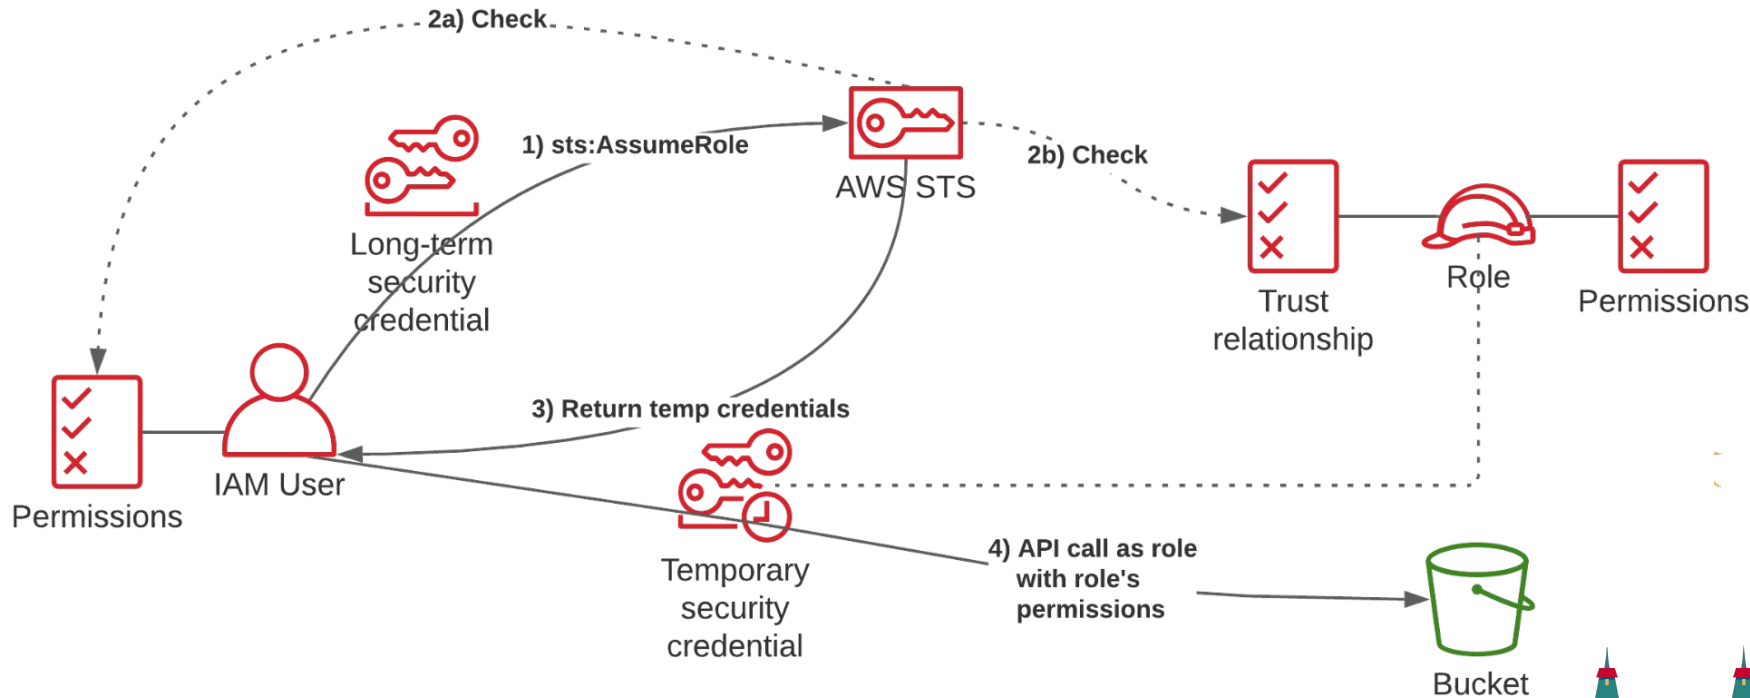 2a) Check
1) sts:AssumeRole
AWS STS
2b) Check
Long-term
security
credential
Trust
relationship
Role
Permissions
3) Return temp credentials
IAM User
Permissions
Temporary
security
credential
4) API call as role
with role's
permissions
Bucket